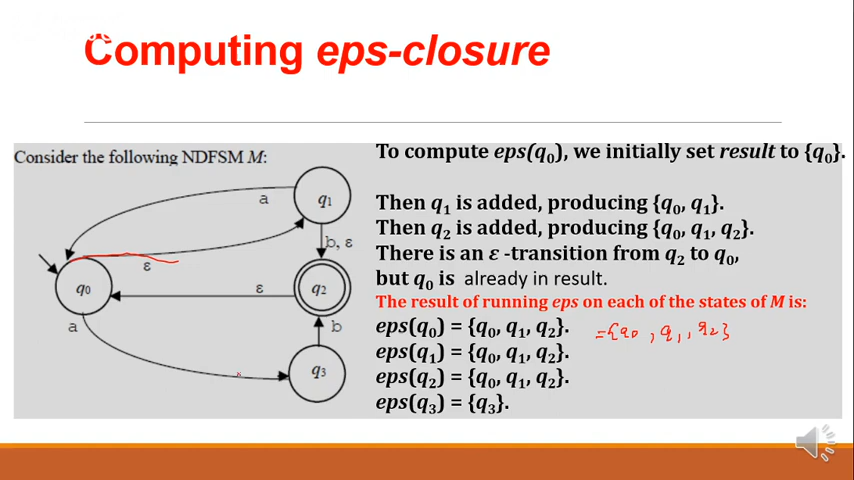 Computing eps-closure
Consider the following NDFSM M:
q1
a
b, ε
ε
q0
ε
q2
a
b
q3
To compute eps(q0), we initially set result to {q0}.
Then q1 is added, producing {q0, q1}.
Then q2 is added, producing {q0, q1, q2}.
There is an ε -transition from q2 to q0,
but q0 is already in result.
The result of running eps on each of the states of M is:
eps(q0) = {q0, q1, q2}. ={q0 , q1 , q2}
eps(q1) = {q0, q1, q2}.
eps(q2) = {q0, q1, q2}.
eps(q3) = {q3}.